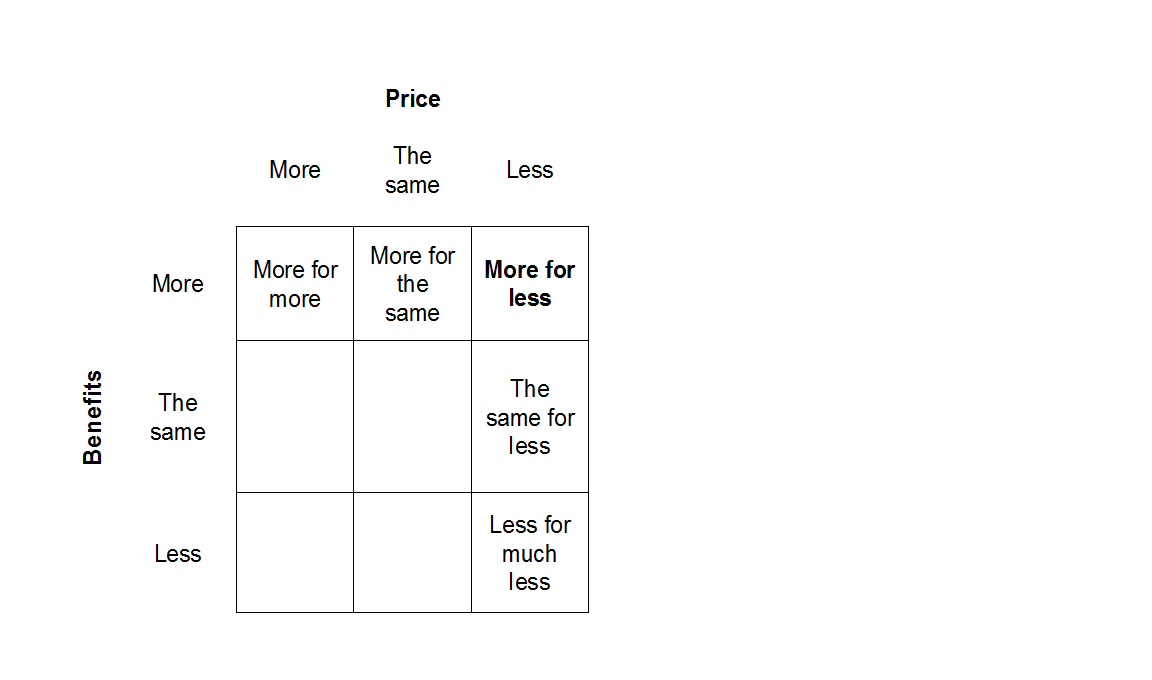 Price
More
The
same
Less
More
More for
more
More for
the
same
More for
less
Benefits
The
same
The
same for
less
Less
Less for
much
less